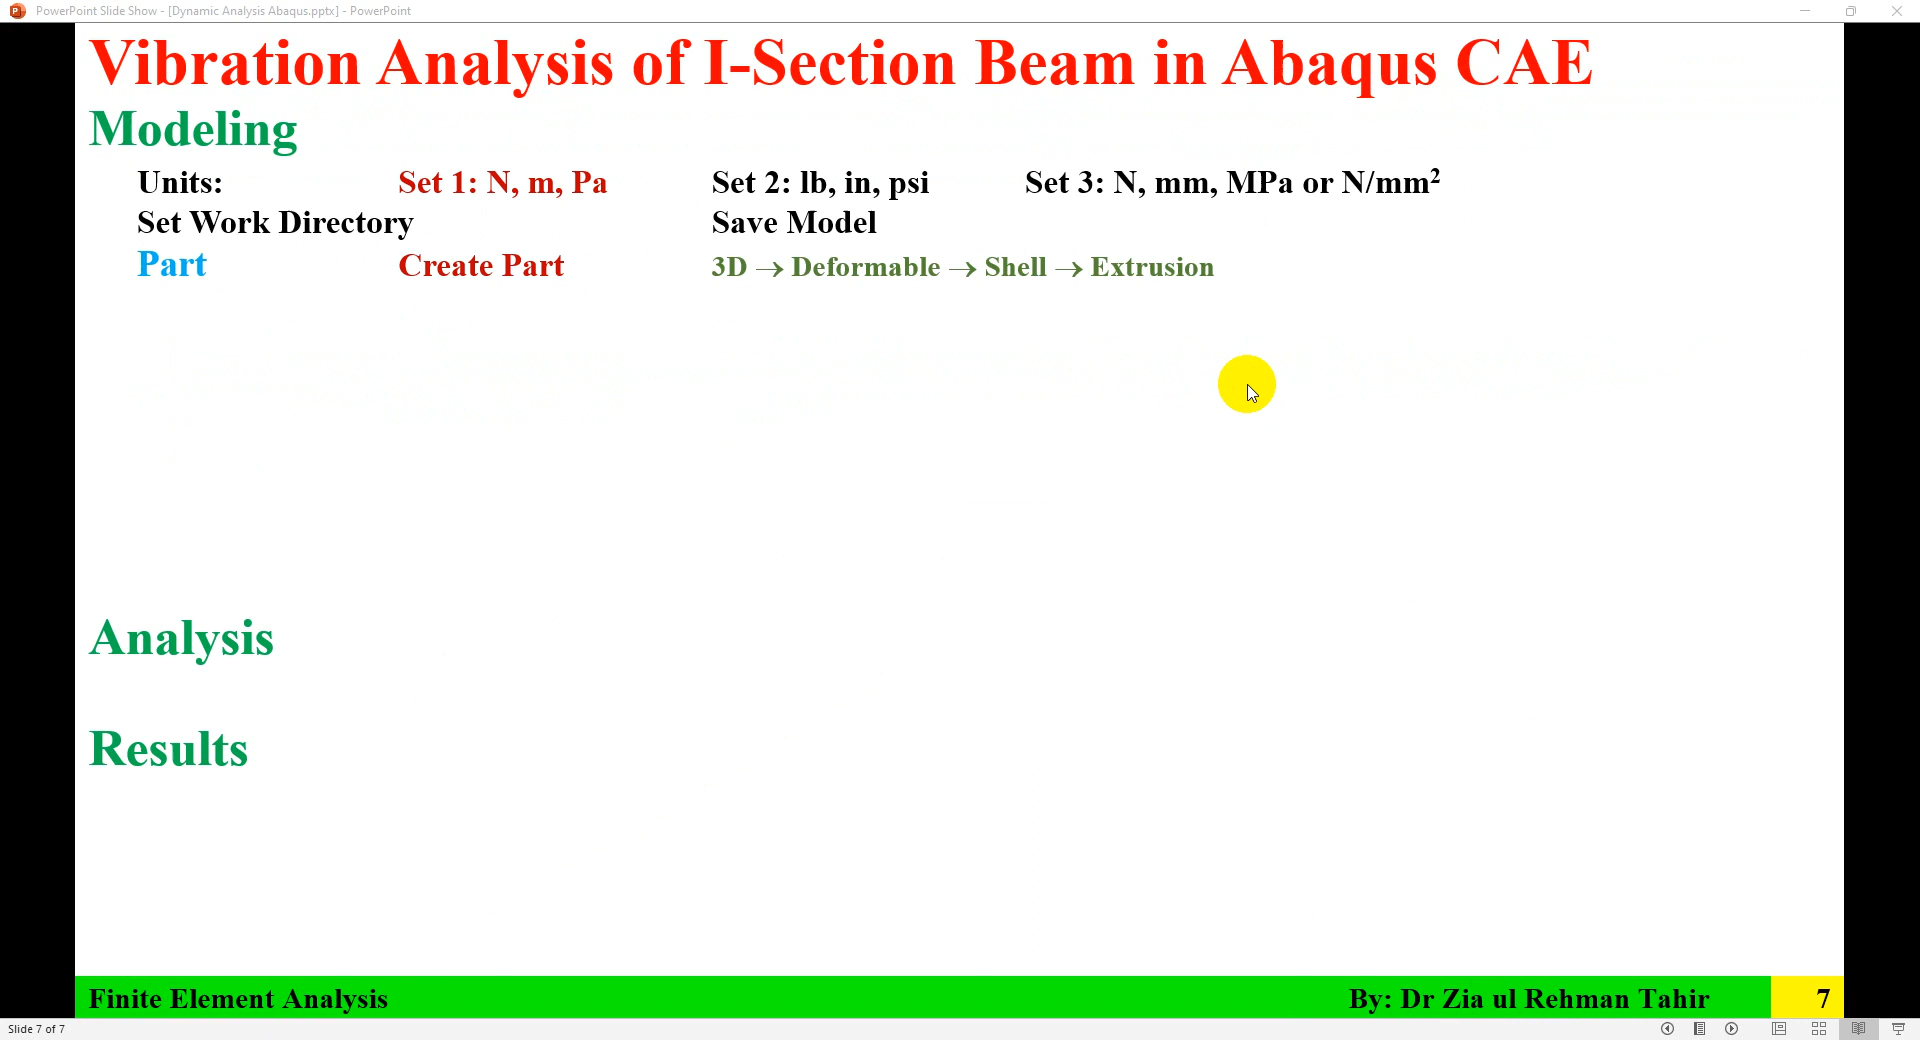 PowerPoint Slide Show - [Dynamic Analysis Abaqus.pptx] - PowerPoint
Vibration Analysis of I-Section Beam in Abaqus CAE
Modeling
Units: Set 1: N, m, Pa Set 2: lb, in, psi Set 3: N, mm, MPa or N/mm²
Set Work Directory Save Model
Part Create Part 3D → Deformable → Shell → Extrusion
Analysis
Results
Finite Element Analysis By: Dr Zia ul Rehman Tahir 7
Slide 7 of 7